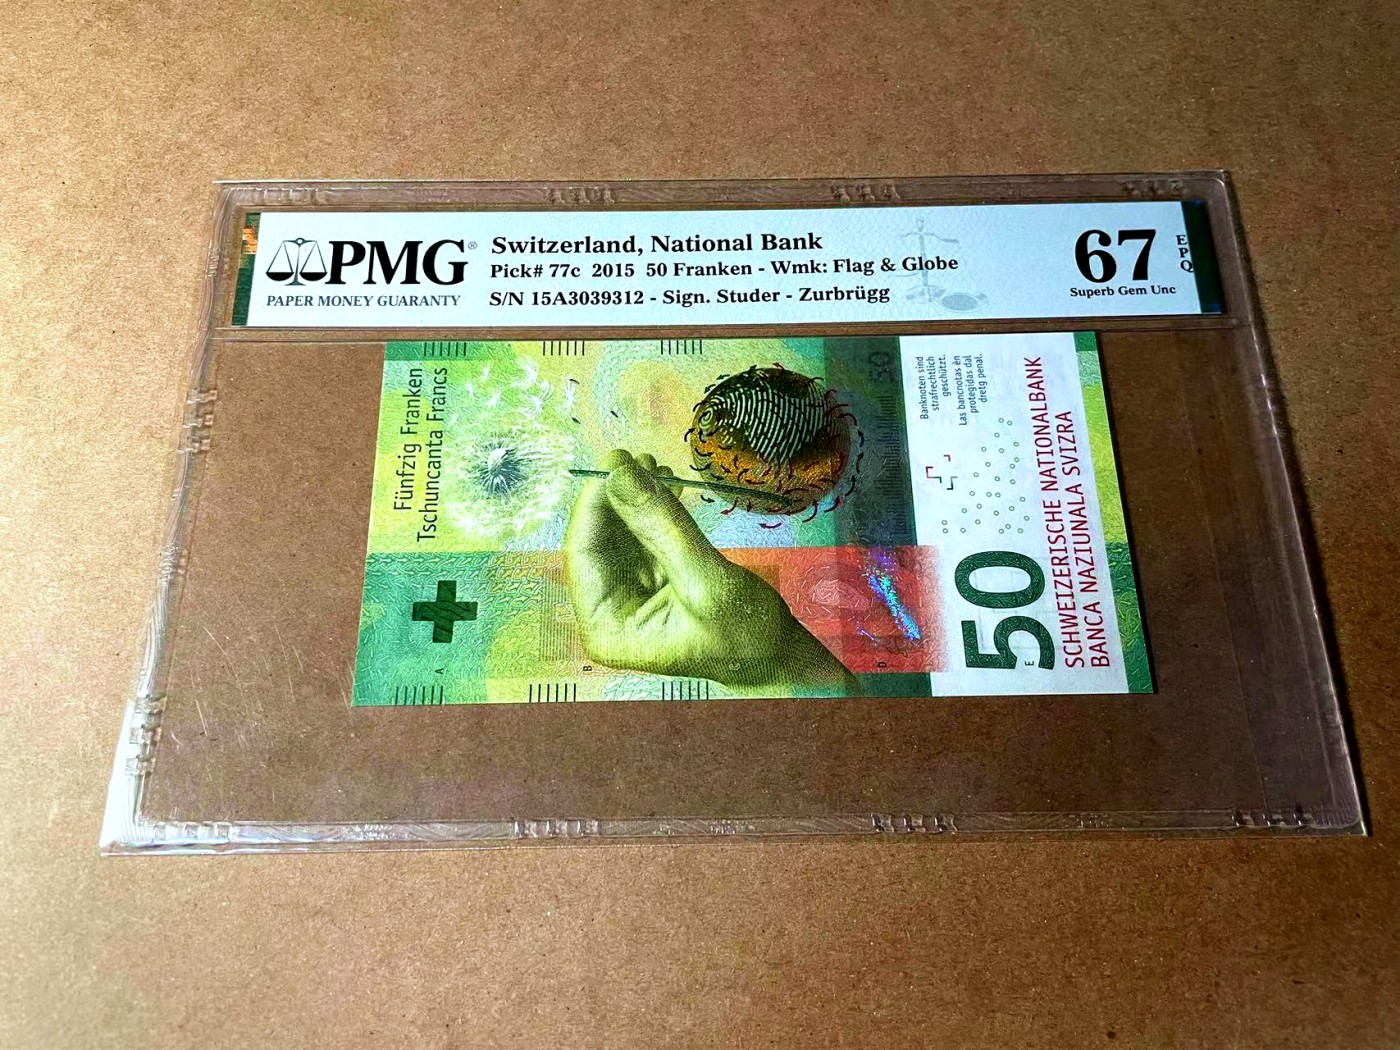 PMG®
PAPER MONEY GUARANTY
Switzerland, National Bank
Pick# 77c 2015 50 Franken - Wmk: Flag & Globe
S/N 15A3039312 - Sign. Studer - Zurbrügg
67
EPQ
Superb Gem Unc
Fünfzig Franken
Tschuncanta Francs
50
Banknoten sind
strafrechtlich
geschützt.
Las bancnotas èn
protegidas dal
dretg penal.
50
SCHWEIZERISCHE NATIONALBANK
BANCA NAZIUNALA SVIZRA
A
B
C
D
E